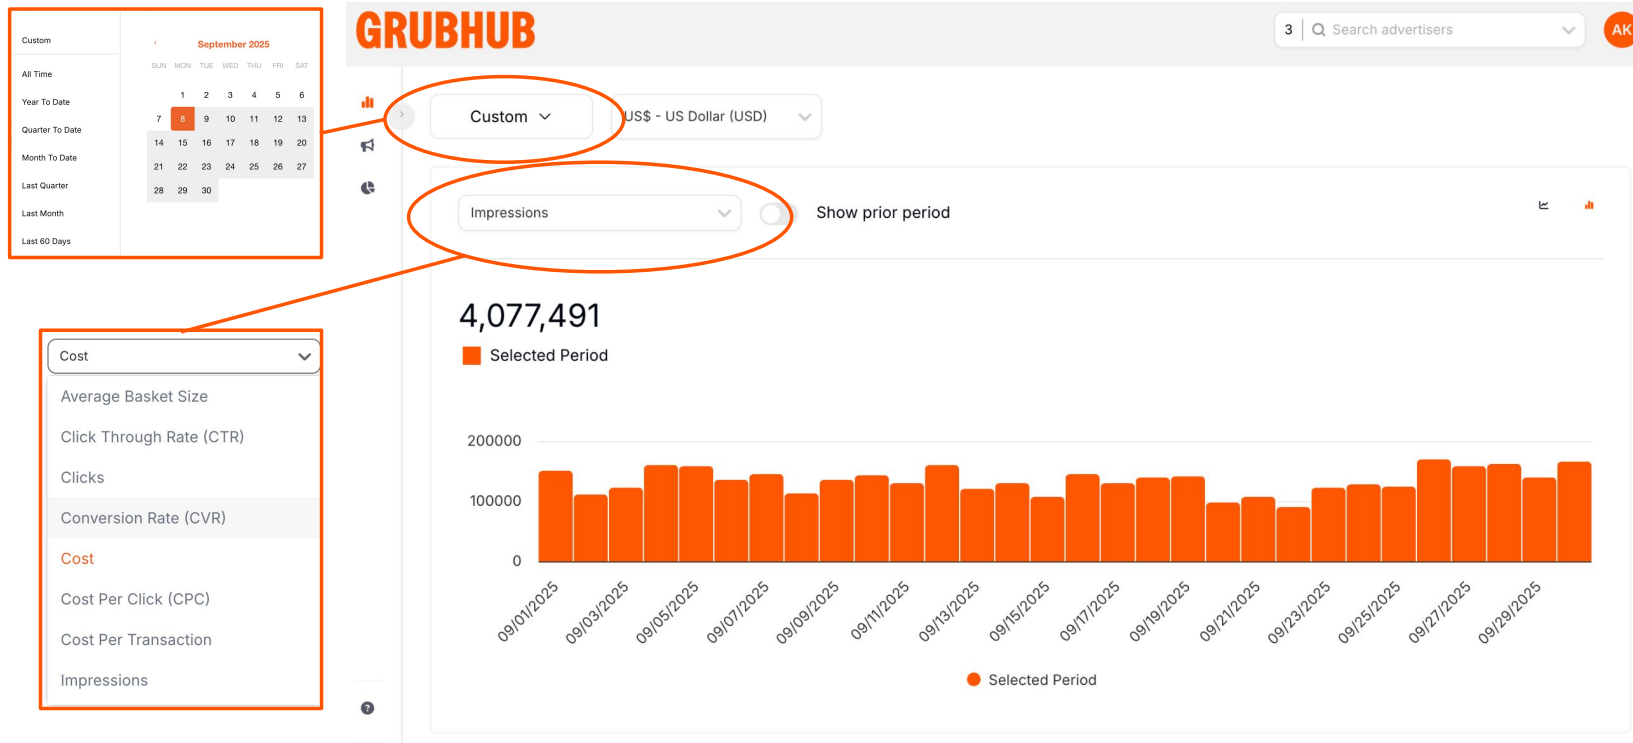 Custom
All Time
Year To Date
Quarter To Date
Month To Date
Last Quarter
Last Month
Last 60 Days
September 2025
SUN MON TUE WED THU FRI SAT
1 2 3 4 5 6
7 8 9 10 11 12 13
14 15 16 17 18 19 20
21 22 23 24 25 26 27
28 29 30
GRUBHUB
3 Search advertisers
AK
Custom
US$ - US Dollar (USD)
Impressions
Show prior period
4,077,491
Selected Period
200000
100000
0
09/01/2025 09/03/2025 09/05/2025 09/07/2025 09/09/2025 09/11/2025 09/13/2025 09/15/2025 09/17/2025 09/19/2025 09/21/2025 09/23/2025 09/25/2025 09/27/2025 09/29/2025
Selected Period
Cost
Average Basket Size
Click Through Rate (CTR)
Clicks
Conversion Rate (CVR)
Cost
Cost Per Click (CPC)
Cost Per Transaction
Impressions
?